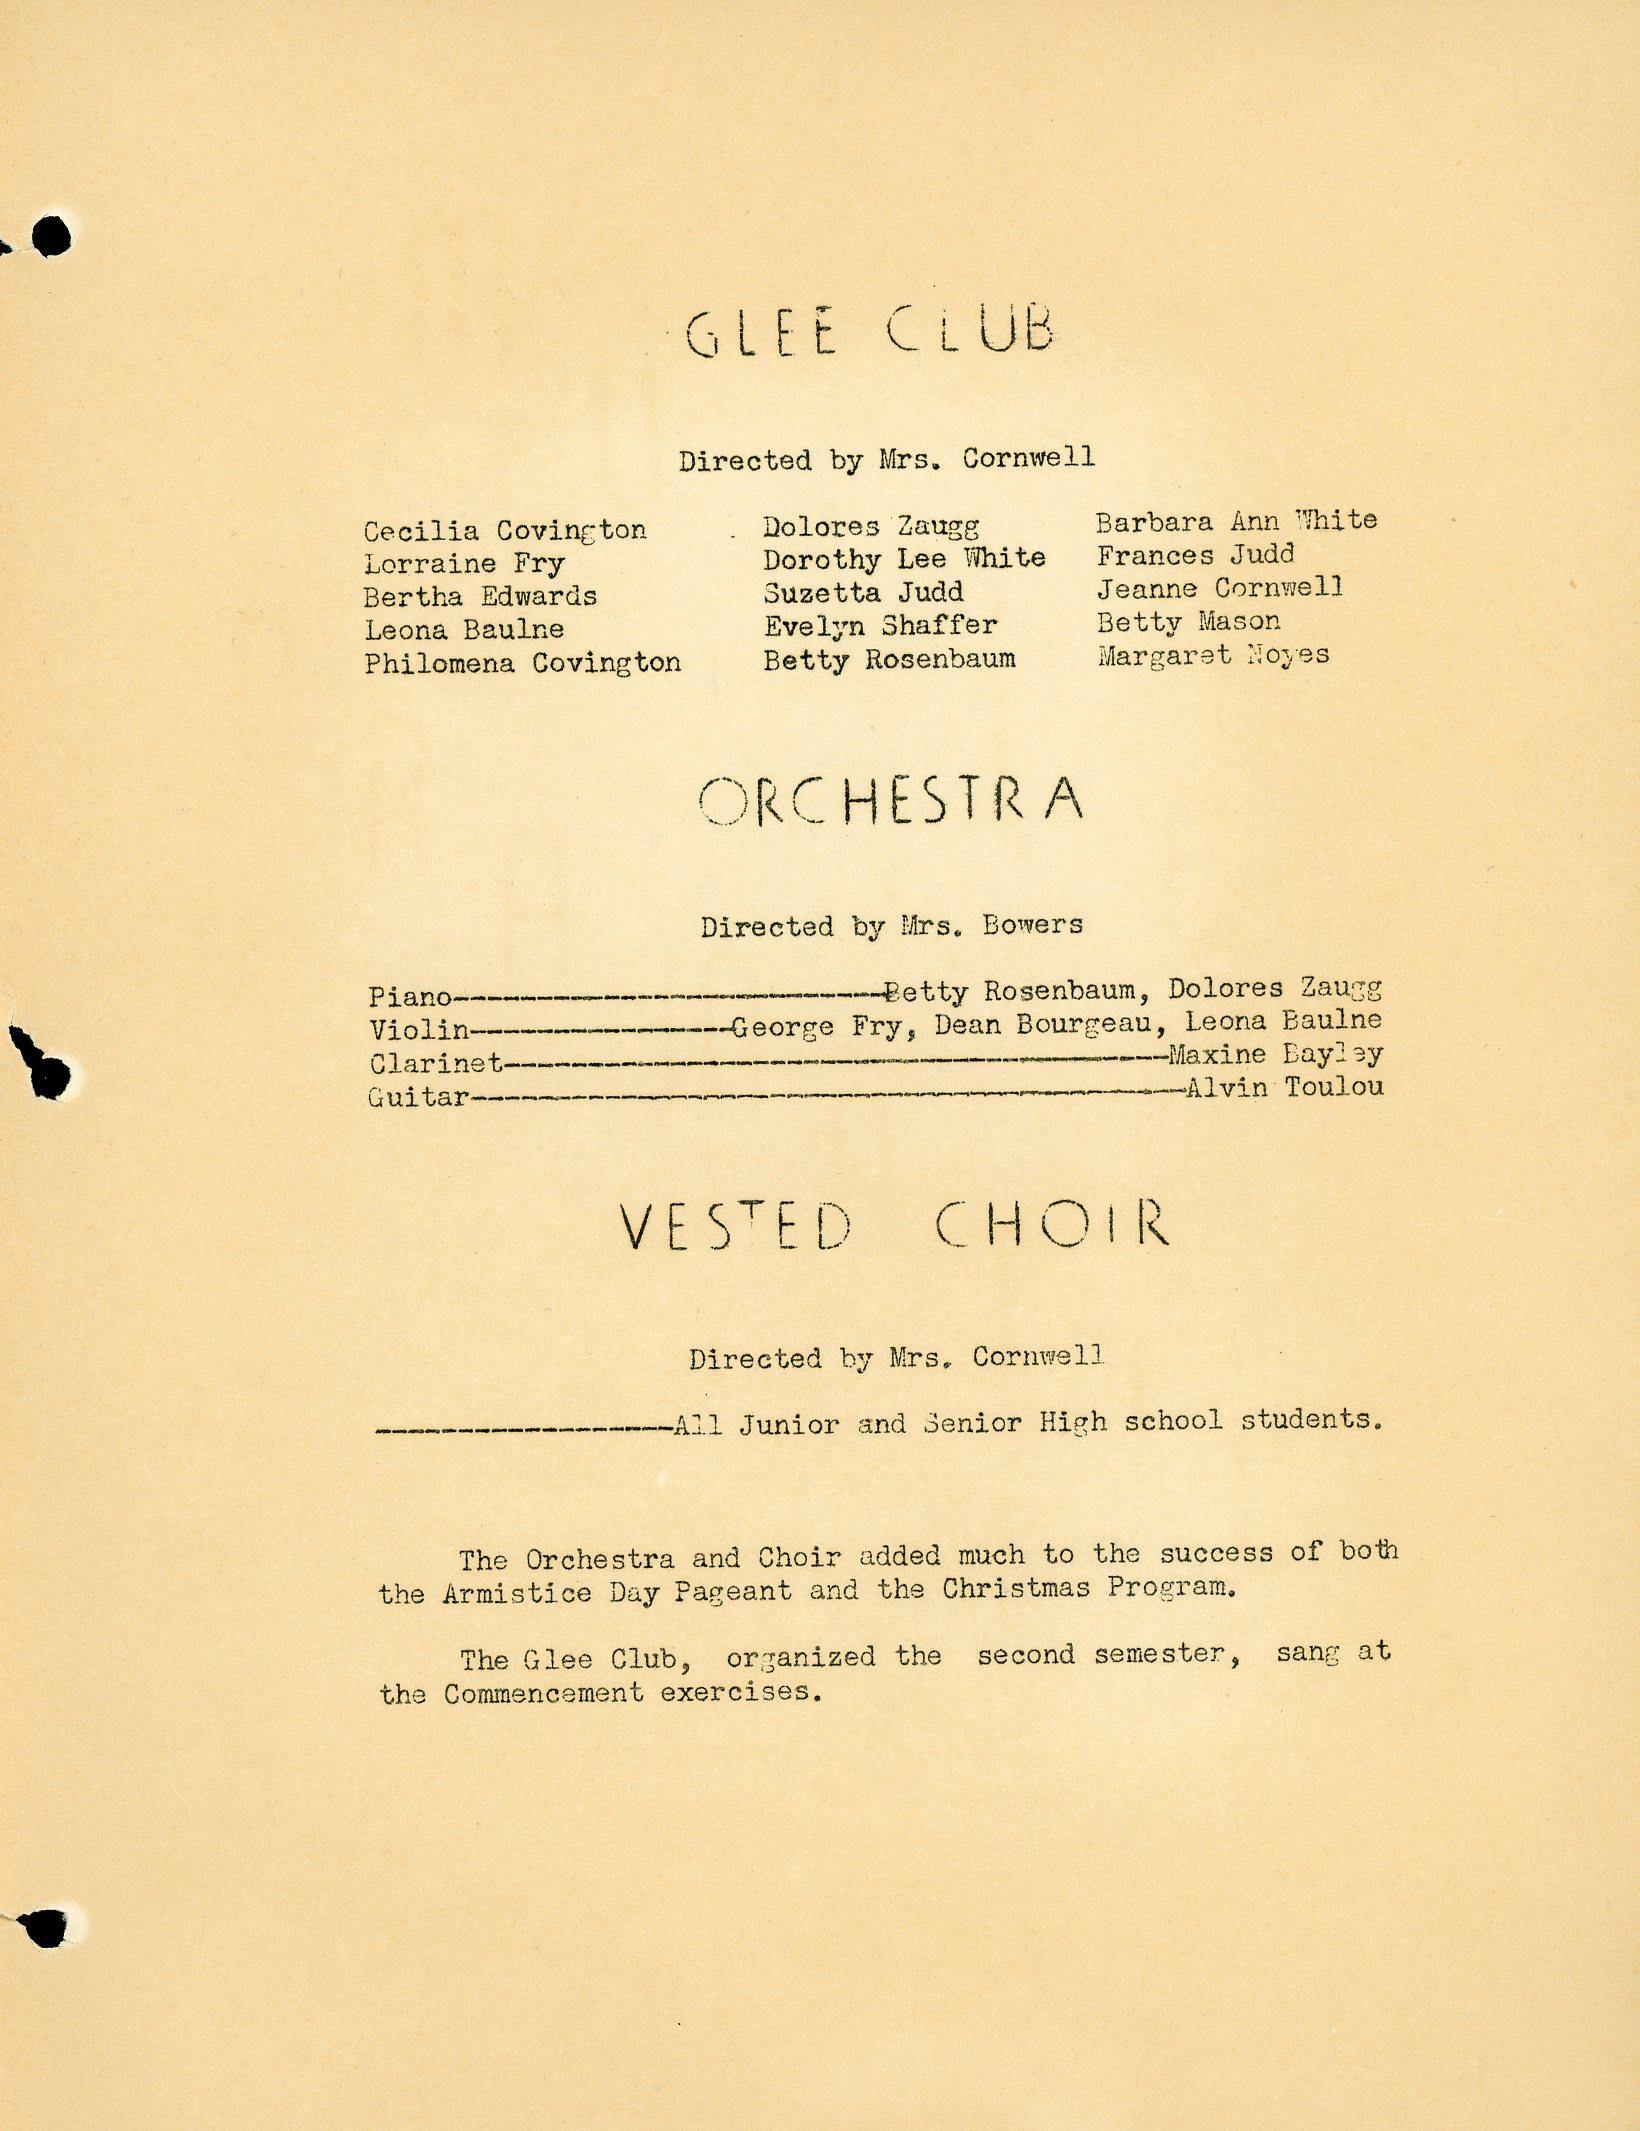 GLEE CLUB
Directed by Mrs. Cornwell
Cecilia Covington Dolores Zaugg Barbara Ann White
Lorraine Fry Dorothy Lee White Frances Judd
Bertha Edwards Suzetta Judd Jeanne Cornwell
Leona Baulne Evelyn Shaffer Betty Mason
Philomena Covington Betty Rosenbaum Margaret Noyes
ORCHESTRA
Directed by Mrs. Bowers
Piano--------------------------Betty Rosenbaum, Dolores Zaugg
Violin----------------George Fry, Dean Bourgeau, Leona Baulne
Clarinet----------------------------------------Maxine Bayley
Guitar-------------------------------------------Alvin Toulou
VESTED CHOIR
Directed by Mrs. Cornwell
------------------All Junior and Senior High school students.
The Orchestra and Choir added much to the success of both
the Armistice Day Pageant and the Christmas Program.
The Glee Club, organized the second semester, sang at
the Commencement exercises.